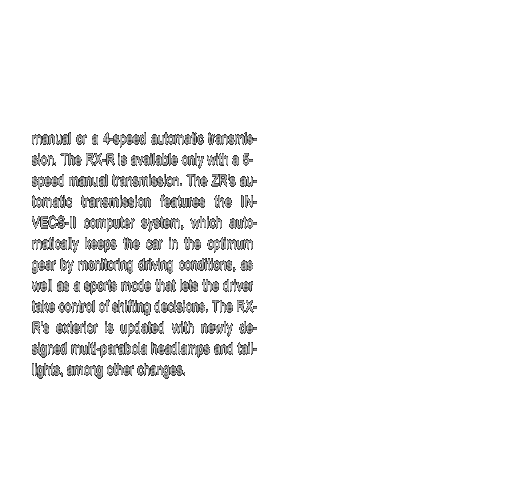 manual or a 4-speed automatic transmis-
sion. The RX-R is available only with a 5-
speed manual transmission. The ZR's au-
tomatic transmission features the IN-
VECS-II computer system, which auto-
matically keeps the car in the optimum
gear by monitoring driving conditions, as
well as a sports mode that lets the driver
take control of shifting decisions. The RX-
R's exterior is updated with newly de-
signed multi-parabola headlamps and tail-
lights, among other changes.